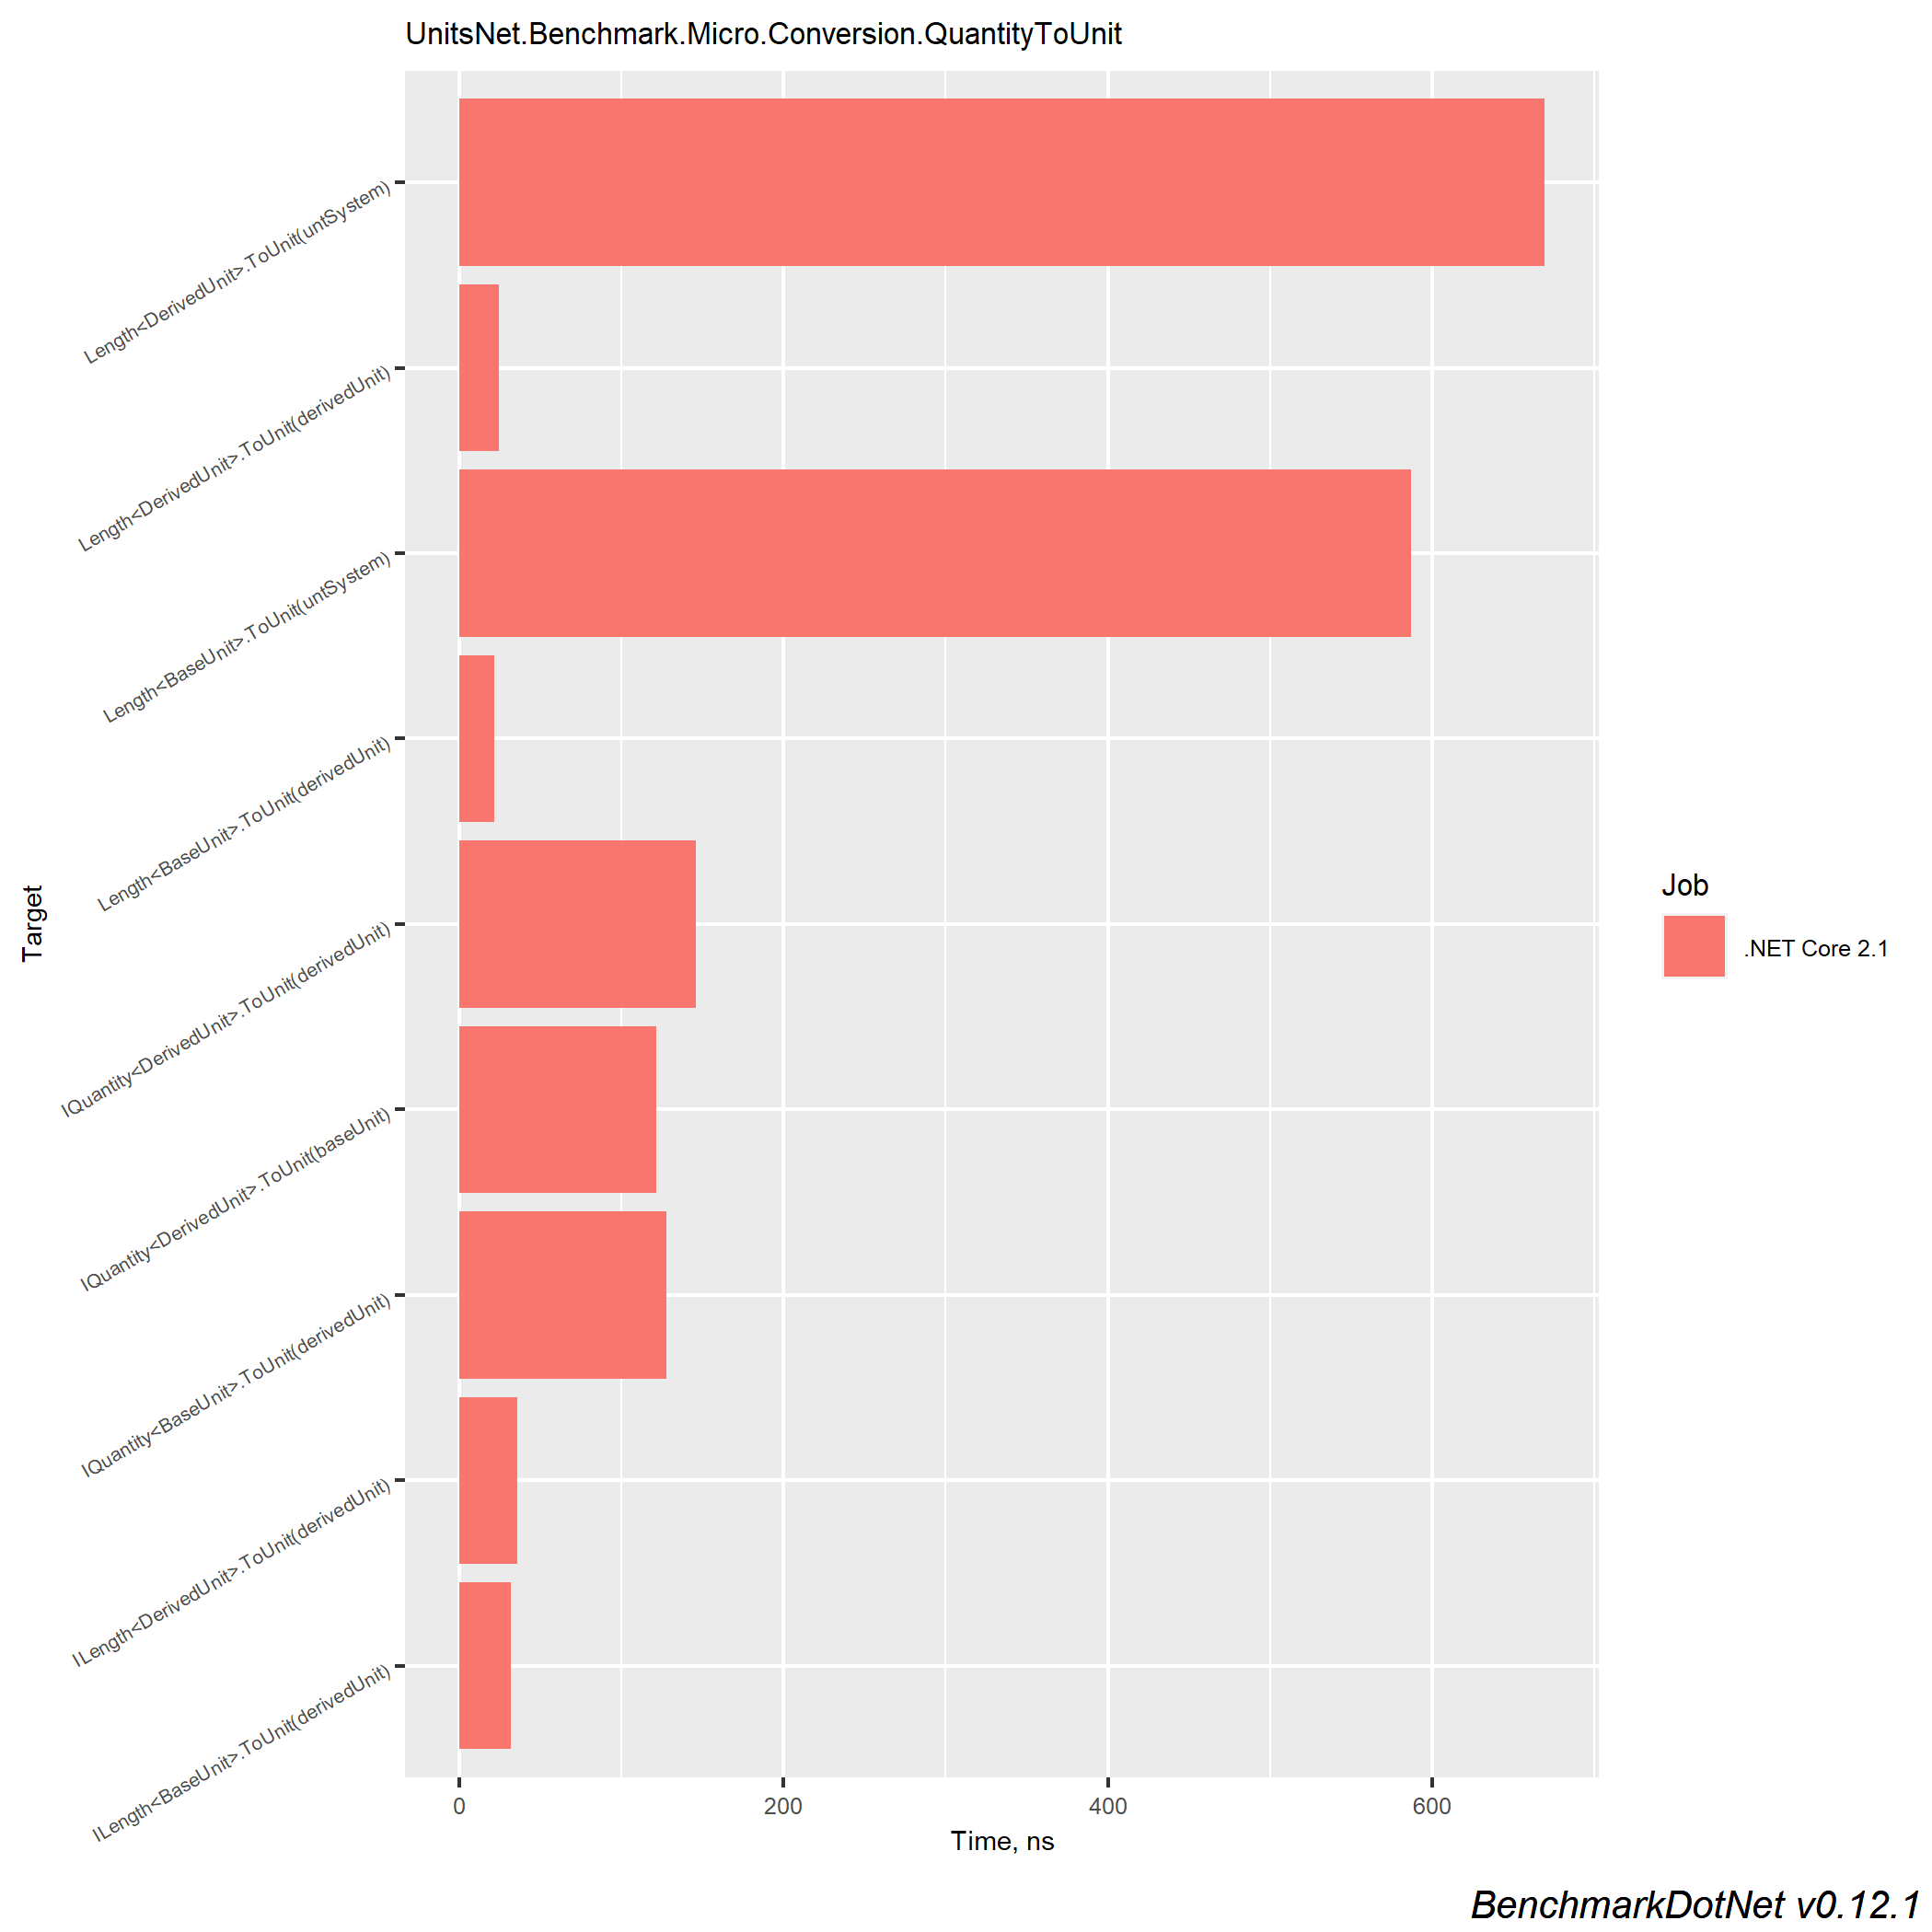 UnitsNet.Benchmark.Micro.Conversion.QuantityToUnit
Length<DerivedUnit>.ToUnit(untSystem)
Length<DerivedUnit>.ToUnit(derivedUnit)
Length<BaseUnit>.ToUnit(untSystem)
Length<BaseUnit>.ToUnit(derivedUnit)
IQuantity<DerivedUnit>.ToUnit(derivedUnit)
IQuantity<DerivedUnit>.ToUnit(baseUnit)
IQuantity<BaseUnit>.ToUnit(derivedUnit)
ILength<DerivedUnit>.ToUnit(derivedUnit)
ILength<BaseUnit>.ToUnit(derivedUnit)
Target
0 200 400 600
Time, ns
Job
.NET Core 2.1
BenchmarkDotNet v0.12.1